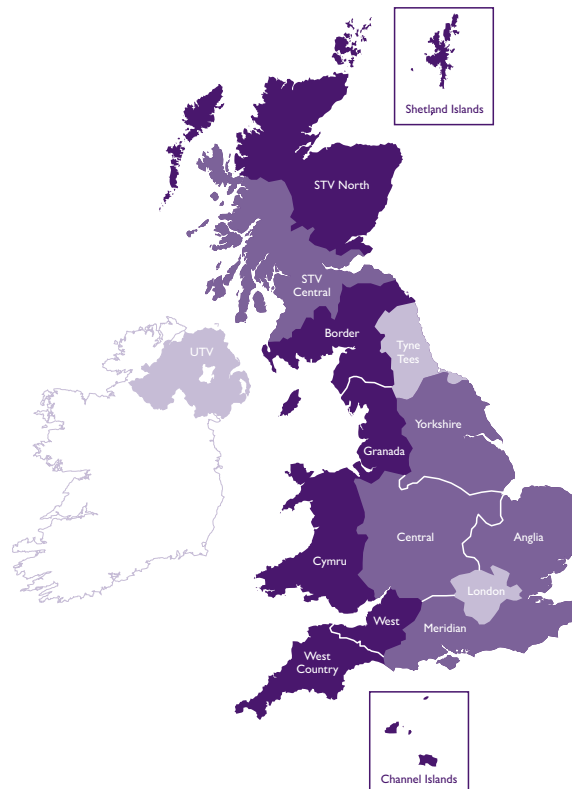 Shetland Islands
STV North
STV
Central
Border
UTV
Tyne
Tees
Yorkshire
Granada
Central
Anglia
Cymru
London
West
Meridian
West
Country
Channel Islands